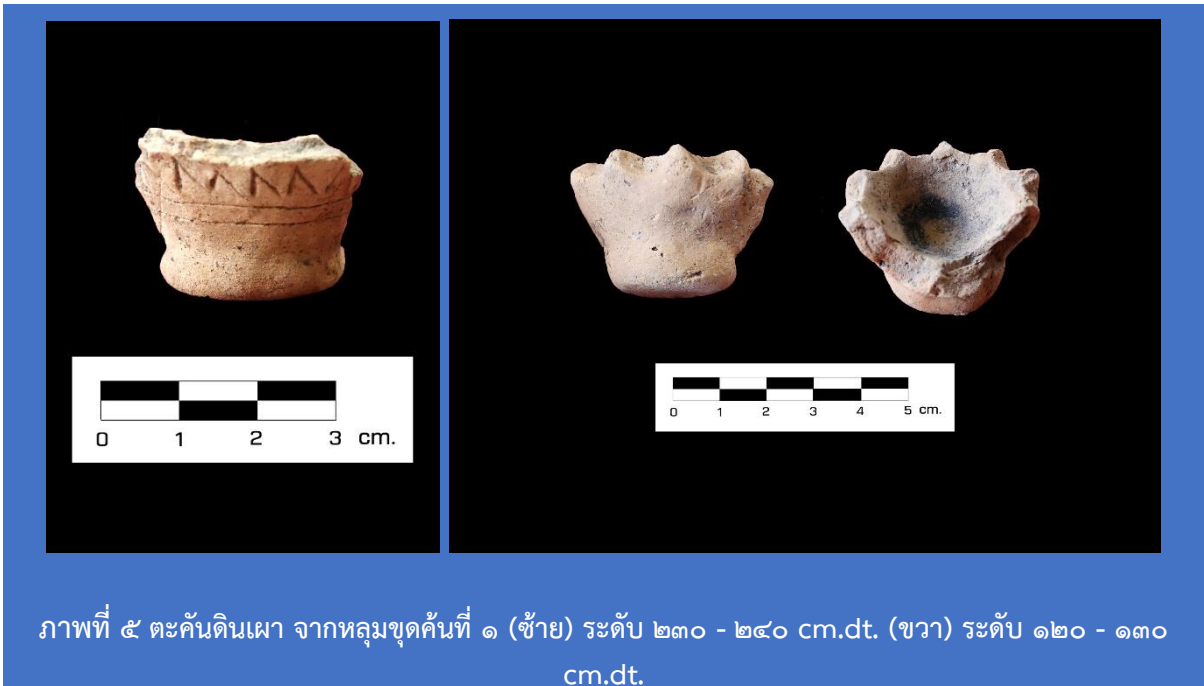 0 1 2 3 cm.
0 1 2 3 4 5 cm.
ภาพที่ ๕ ตะคันดินเผา จากหลุมขุดค้นที่ ๑ (ซ้าย) ระดับ ๒๓๐ - ๒๔๐ cm.dt. (ขวา) ระดับ ๑๒๐ - ๑๓๐
cm.dt.